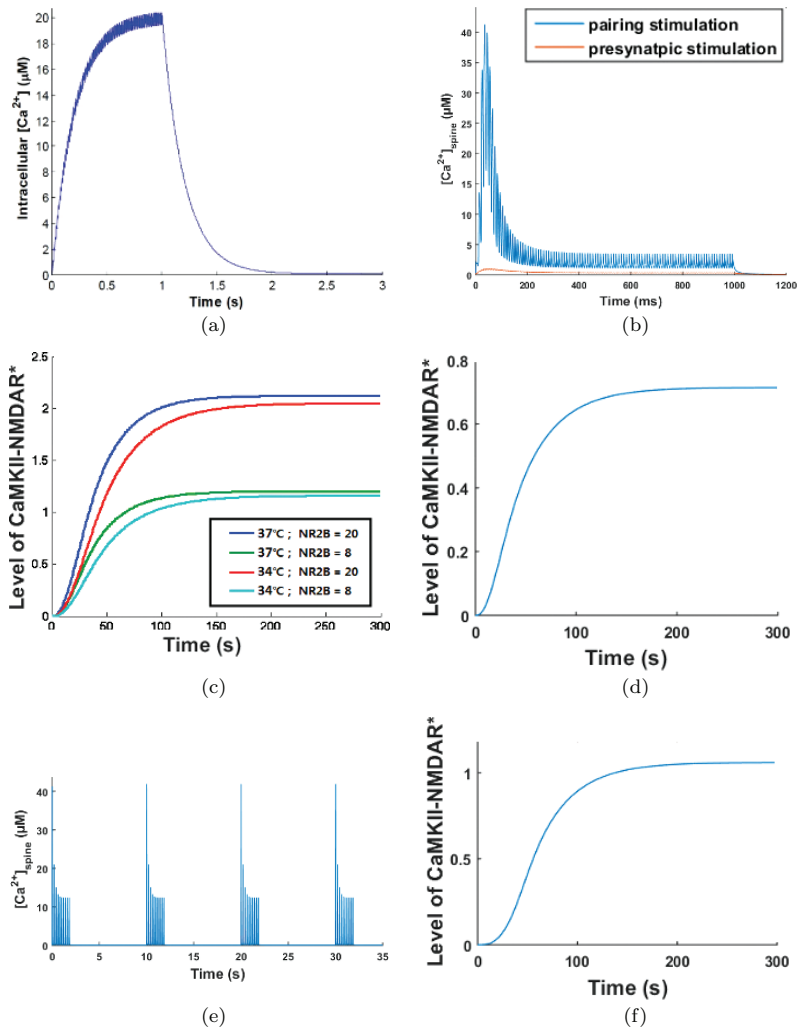 20
18
16
14
12
10
8
6
4
2
0
Intracellular [Ca2+] (μM)
0 0.5 1 1.5 2 2.5 3
Time (s)
(a)
pairing stimulation
presynatpic stimulation
40
35
30
25
20
15
10
5
0
[Ca2+]spine (μM)
0 200 400 600 800 1000 1200
Time (ms)
(b)
2.5
2
1.5
1
0.5
0
Level of CaMKII-NMDAR*
37°C ; NR2B = 20
37°C ; NR2B = 8
34°C ; NR2B = 20
34°C ; NR2B = 8
0 50 100 150 200 250 300
Time (s)
(c)
0.8
0.6
0.4
0.2
0
Level of CaMKII-NMDAR*
0 100 200 300
Time (s)
(d)
40
30
20
10
0
[Ca2+]spine (μM)
0 5 10 15 20 25 30 35
Time (s)
(e)
1
0.5
0
Level of CaMKII-NMDAR*
0 100 200 300
Time (s)
(f)